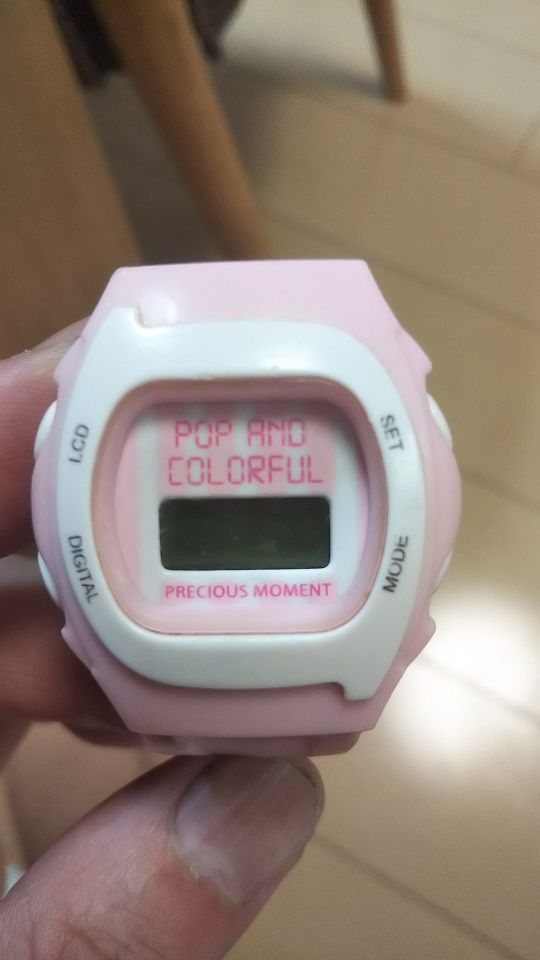 POP AND
COLORFUL
PRECIOUS MOMENT
LCD
DIGITAL
SET
MODE